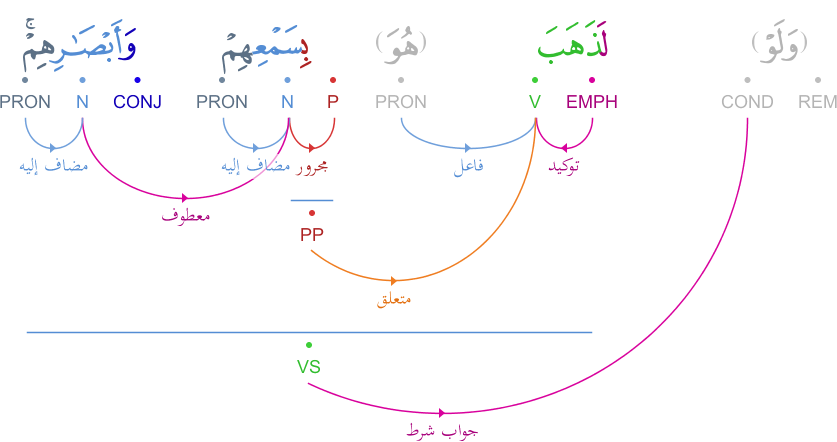 (وَلَوْ) لَذَهَبَ (هُوَ) بِسَمْعِهِمْ وَأَبْصَٰرِهِمْ ۚ
REM COND EMPH V PRON P N PRON CONJ N PRON
توكيد فاعل مجرور مضاف إليه مضاف إليه
معطوف
PP
متعلق
VS
جواب شرط